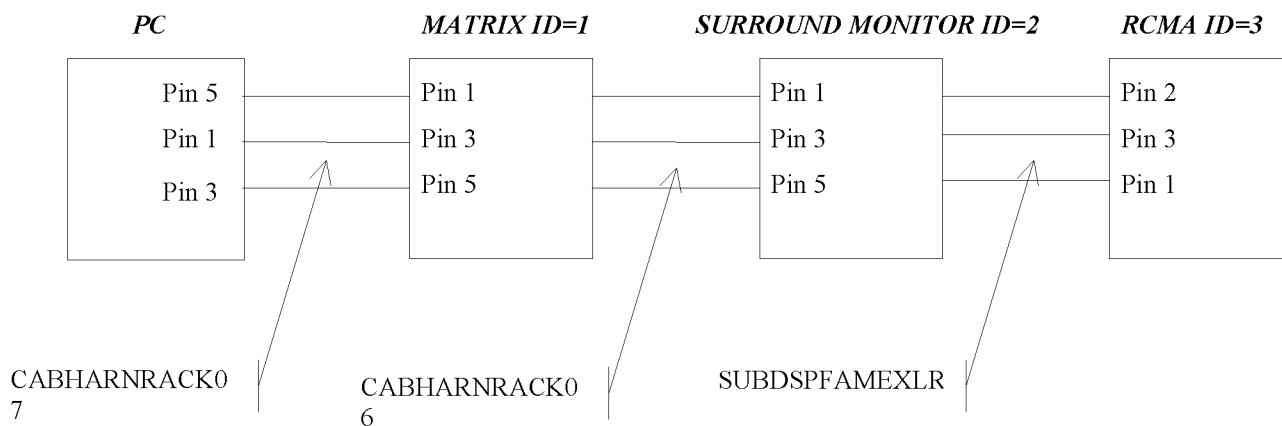 PC MATRIX ID=1 SURROUND MONITOR ID=2 RCMA ID=3
Pin 5 Pin 1 Pin 1 Pin 2
Pin 1 Pin 3 Pin 3 Pin 3
Pin 3 Pin 5 Pin 5 Pin 1
CABHARNRACK0
7
CABHARNRACK0
6
SUBDSPFAMEXLR